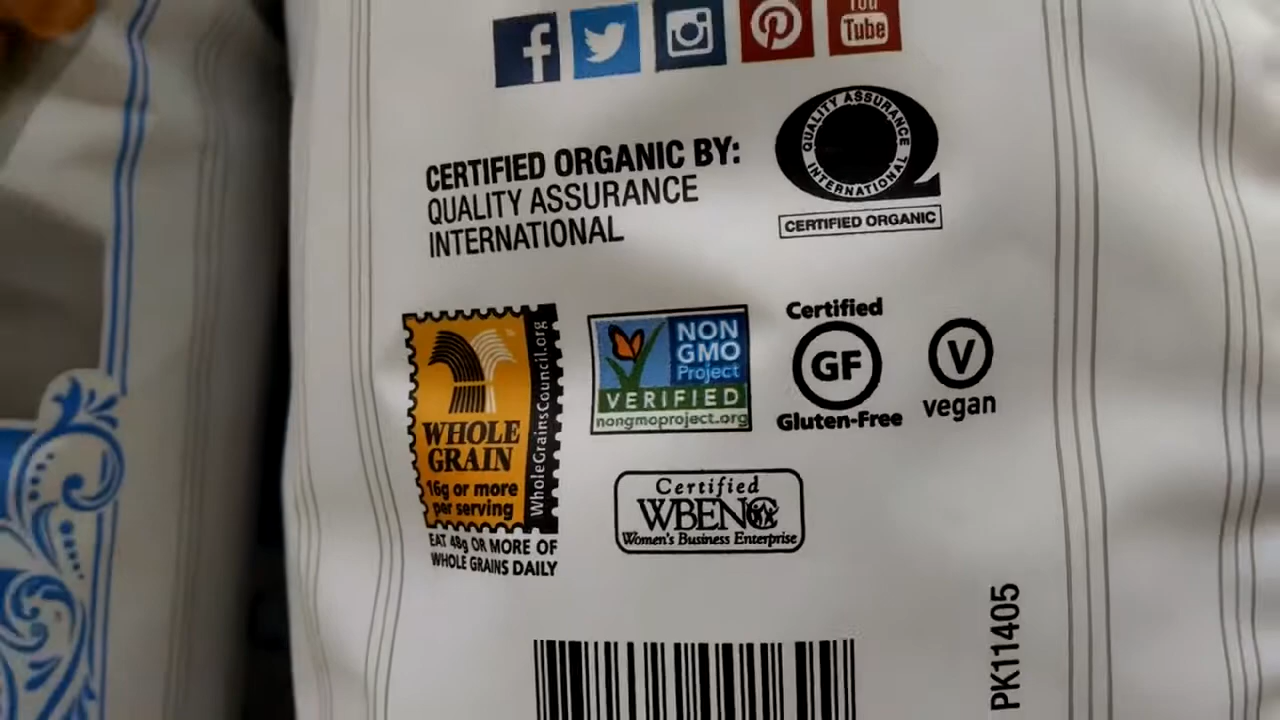 You
Tube
CERTIFIED ORGANIC BY:
QUALITY ASSURANCE
INTERNATIONAL
QUALITY ASSURANCE
INTERNATIONAL
CERTIFIED ORGANIC
WHOLE
GRAIN
16g or more
per serving
WholeGrainsCouncil.org
EAT 48g OR MORE OF
WHOLE GRAINS DAILY
NON
GMO
Project
VERIFIED
nongmoproject.org
Certified
GF
Gluten-Free
V
vegan
Certified
WBENC
Women's Business Enterprise
PK11405